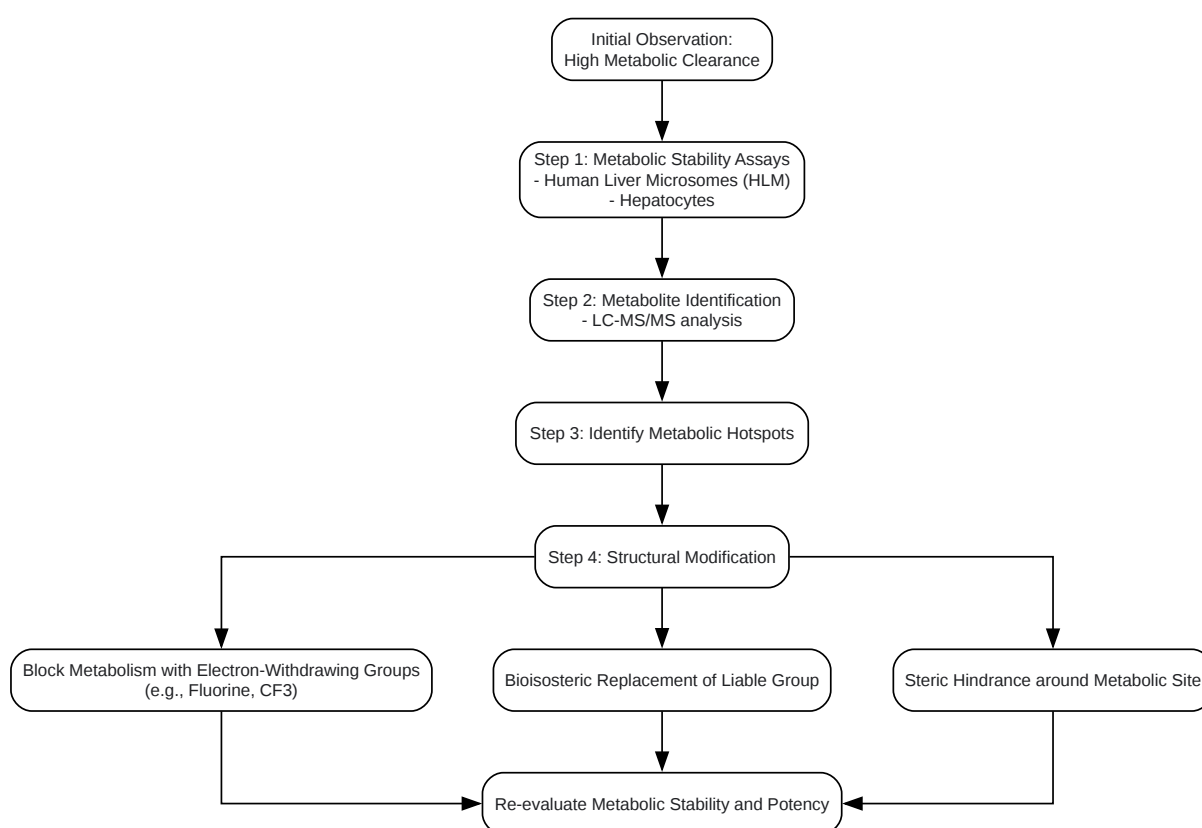 Initial Observation:
High Metabolic Clearance
Step 1: Metabolic Stability Assays
- Human Liver Microsomes (HLM)
- Hepatocytes
Step 2: Metabolite Identification
- LC-MS/MS analysis
Step 3: Identify Metabolic Hotspots
Step 4: Structural Modification
Block Metabolism with Electron-Withdrawing Groups
(e.g., Fluorine, CF3)
Bioisosteric Replacement of Liable Group
Steric Hindrance around Metabolic Site
Re-evaluate Metabolic Stability and Potency